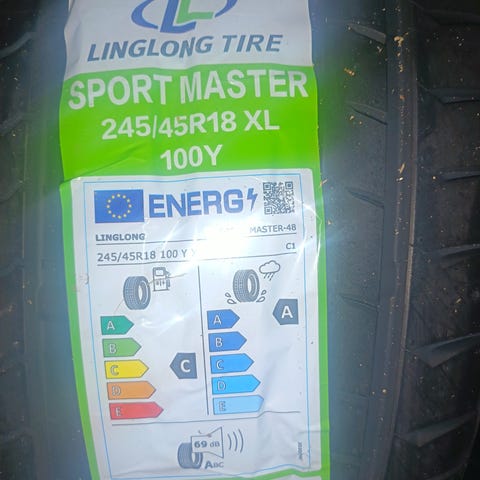 LINGLONG TIRE
SPORT MASTER
245/45R18 XL
100Y
ENERG
LINGLONG MASTER-48
245/45R18 100 Y C1
A
B
C
D
E
C
A
B
C
D
E
A
69 dB
ABC